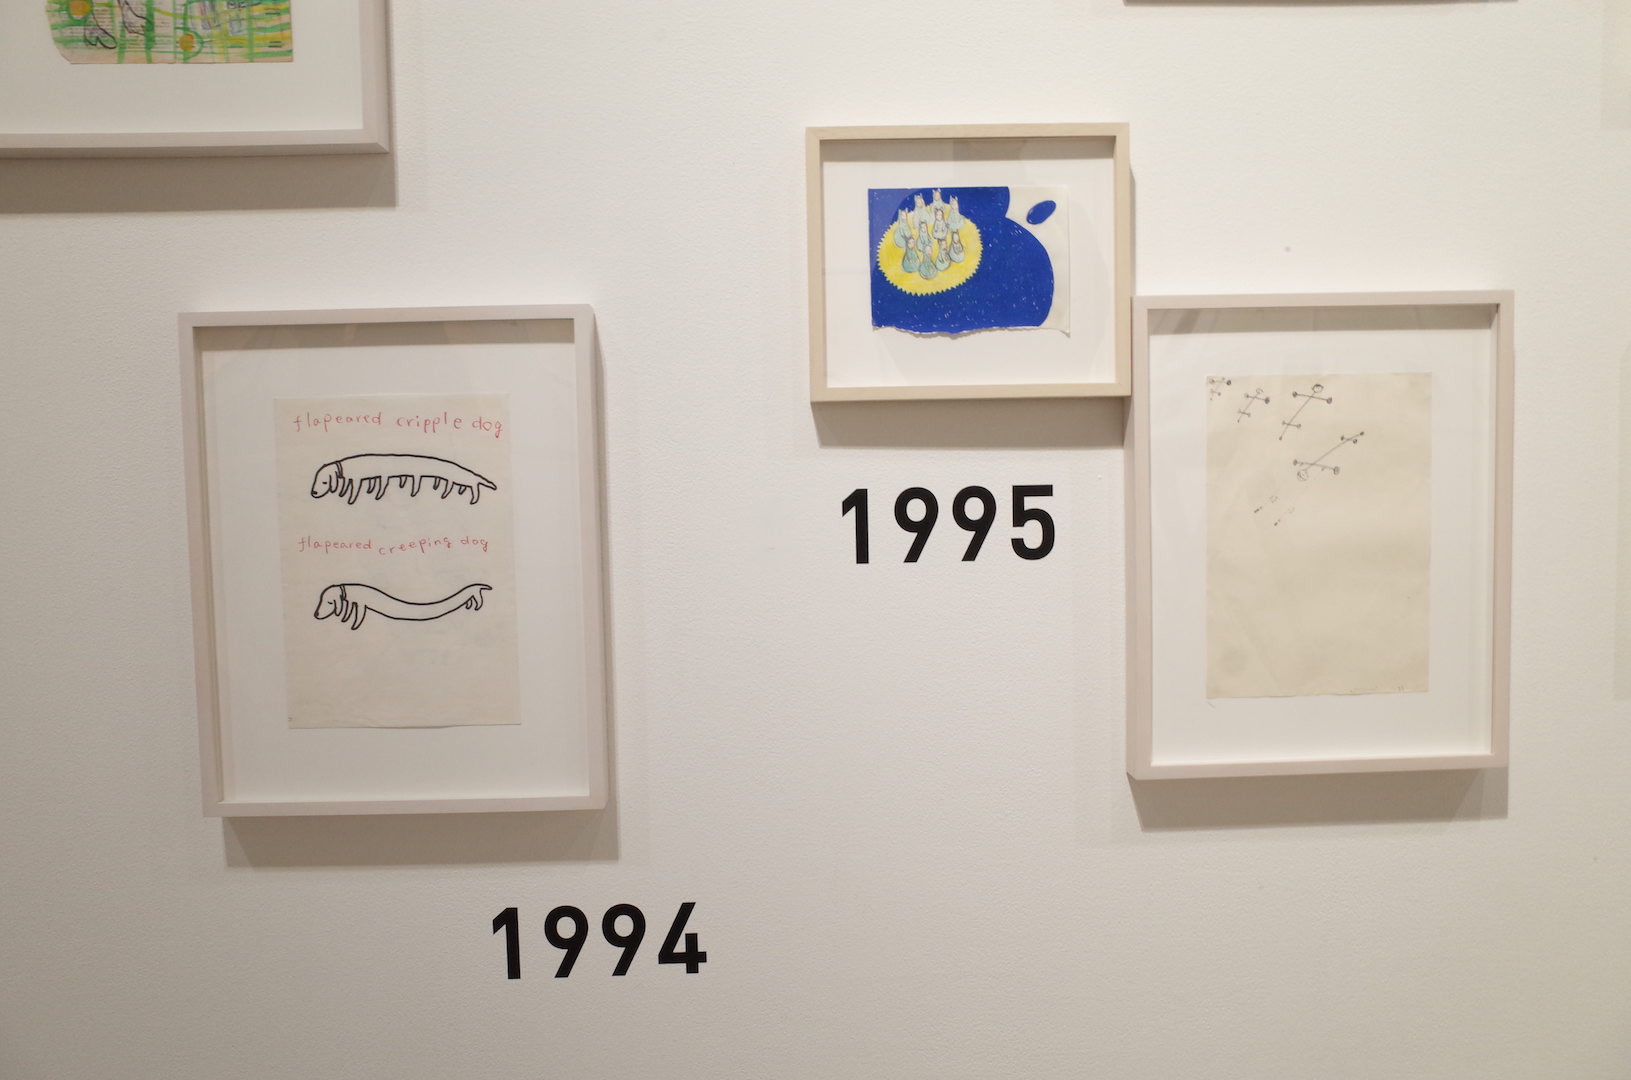 flapeared cripple dog
flapeared creeping dog
1994
1995